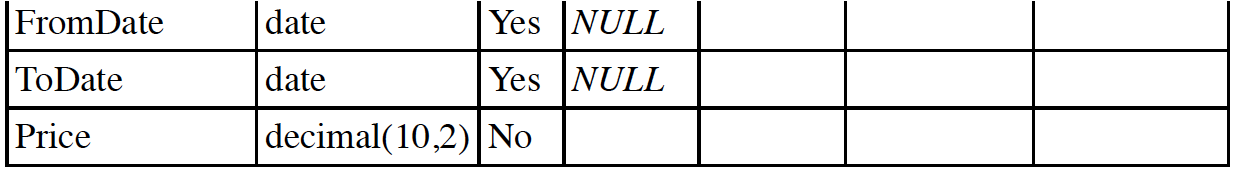 FromDate date Yes NULL
ToDate date Yes NULL
Price decimal(10,2) No